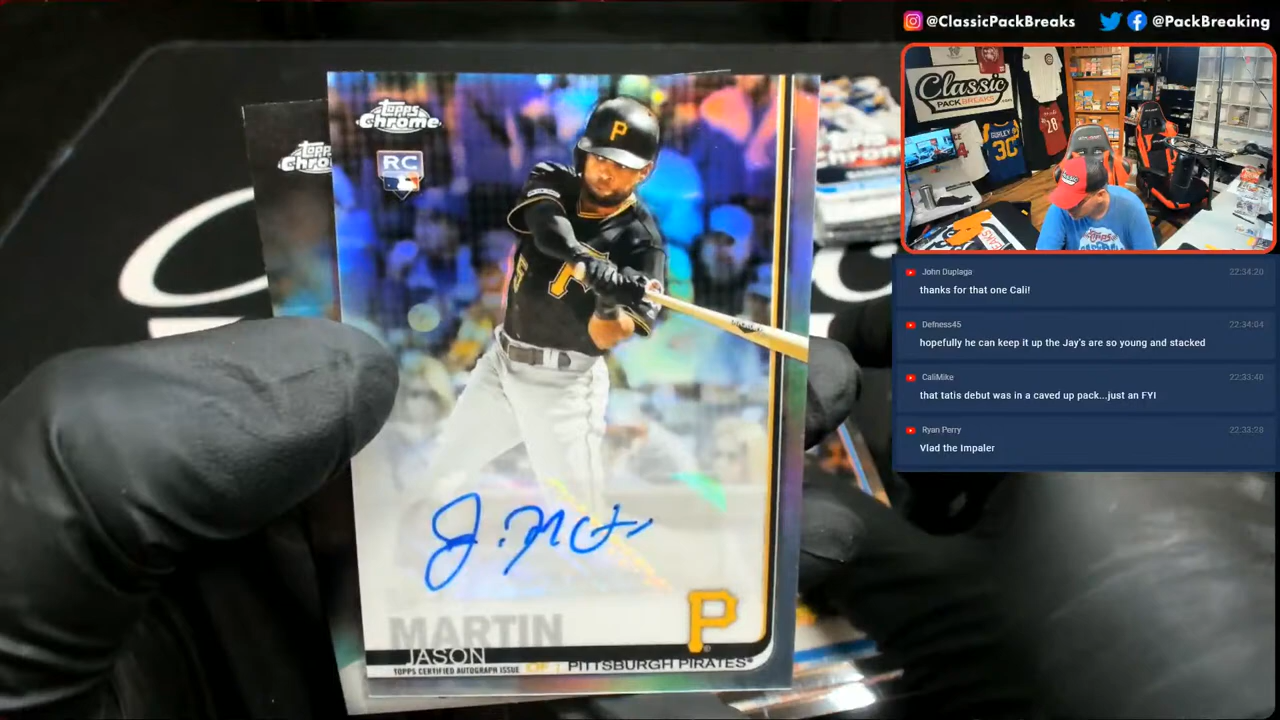 @ClassicPackBreaks @PackBreaking
Classic
PACKBREAKS
topps
Chrome
RC
topps
Chro
P
MARTIN
JASON
TOPPS CERTIFIED AUTOGRAPH ISSUE
OF
PITTSBURGH PIRATES
P
John Duplaga 22:34:20
thanks for that one Cali!
Defness45 22:34:04
hopefully he can keep it up the Jay's are so young and stacked
CaliMike 22:33:40
that tatis debut was in a caved up pack...just an FYI
Ryan Perry 22:33:28
Vlad the Impaler